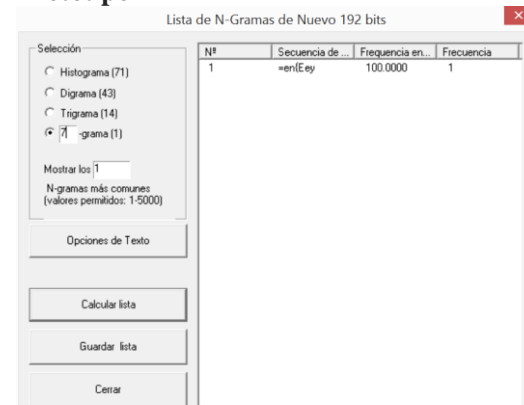 Lista de N-Gramas de Nuevo 192 bits
Selección
Histograma (71)
Digrama (43)
Trigrama (14)
7 -grama (1)
Mostrar los 1
N-gramas más comunes
(valores permitidos: 1-5000)
Opciones de Texto
Calcular lista
Guardar lista
Cerrar
Nº Secuencia de ... Frequencia en... Frecuencia
1 =en(Eey 100.0000 1